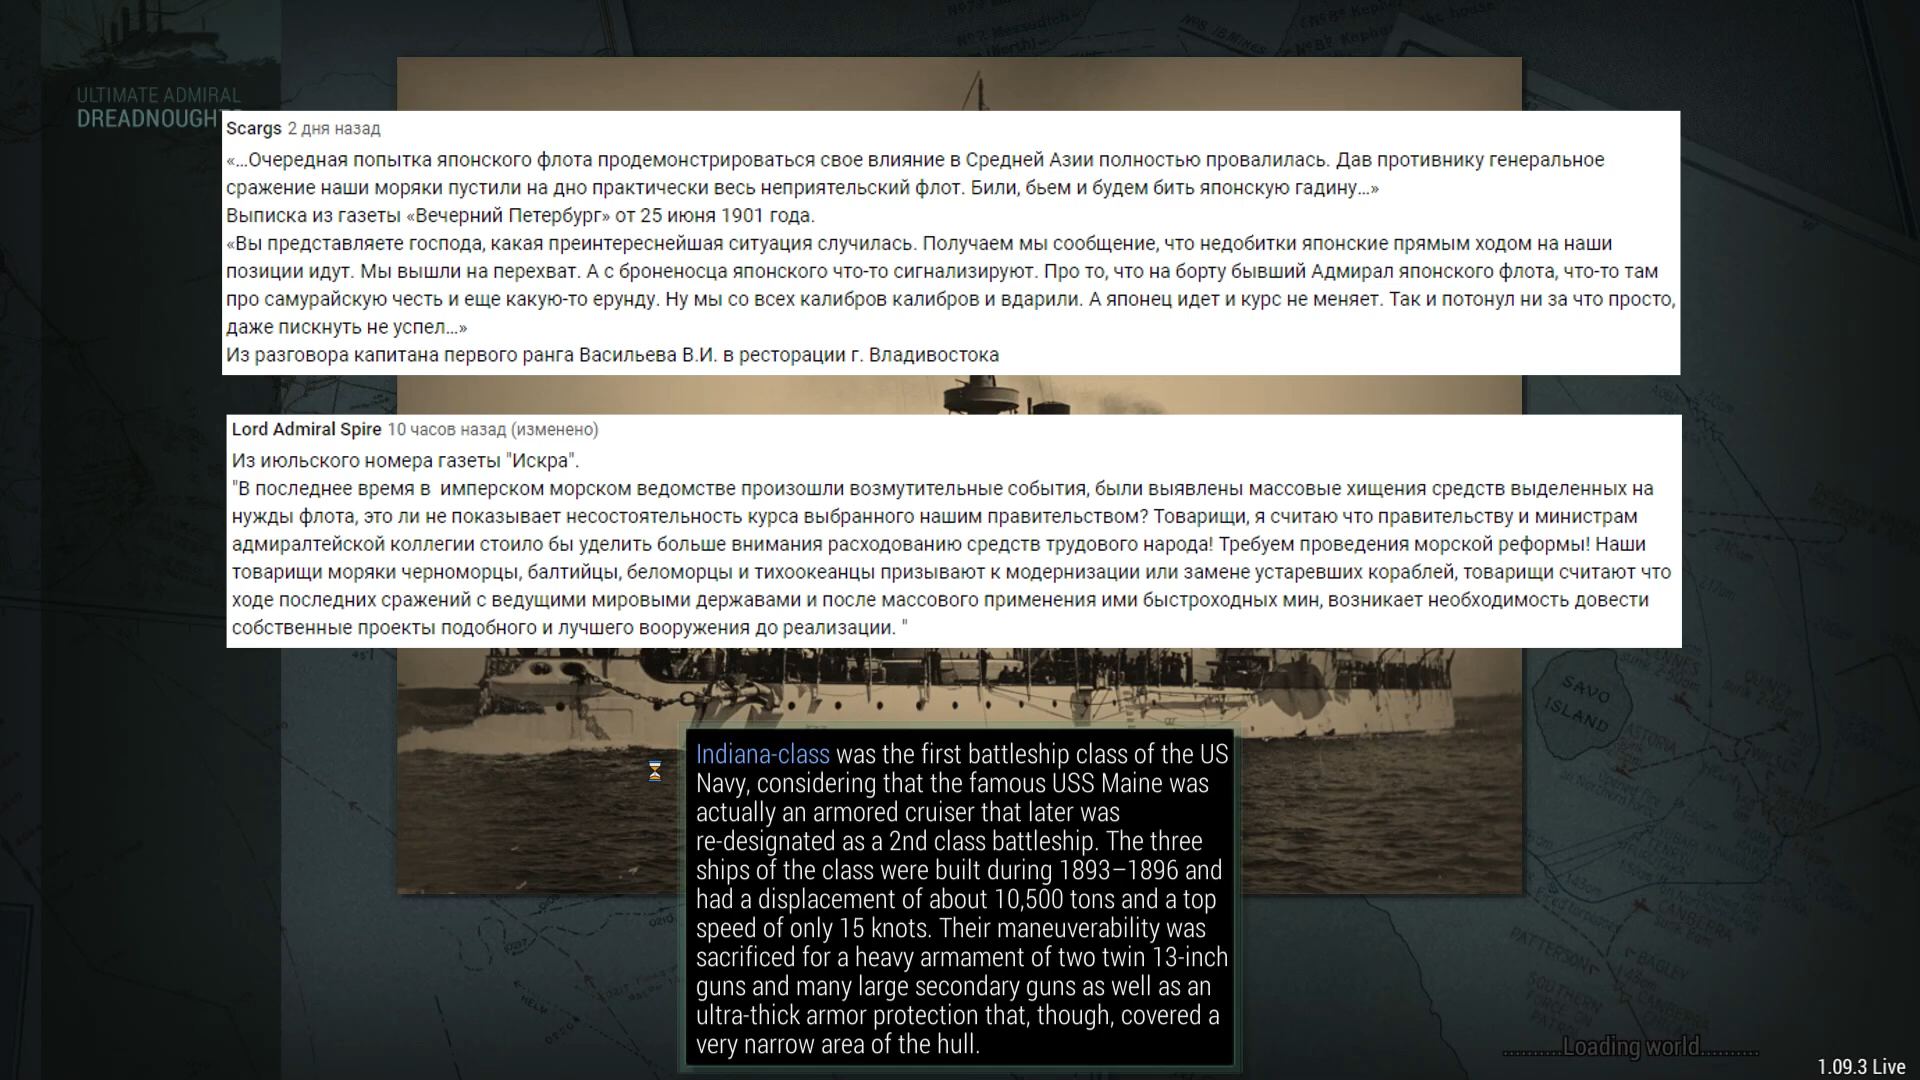 ULTIMATE ADMIRAL
DREADNOUGHT
Scargs 2 дня назад
«...Очередная попытка японского флота продемонстрироваться свое влияние в Средней Азии полностью провалилась. Дав противнику генеральное
сражение наши моряки пустили на дно практически весь неприятельский флот. Били, бьем и будем бить японскую гадину...»
Выписка из газеты «Вечерний Петербург» от 25 июня 1901 года.
«Вы представляете господа, какая преинтереснейшая ситуация случилась. Получаем мы сообщение, что недобитки японские прямым ходом на наши
позиции идут. Мы вышли на перехват. А с броненосца японского что-то сигнализируют. Про то, что на борту бывший Адмирал японского флота, что-то там
про самурайскую честь и еще какую-то ерунду. Ну мы со всех калибров калибров и вдарили. А японец идет и курс не меняет. Так и потонул ни за что просто,
даже пискнуть не успел...»
Из разговора капитана первого ранга Васильева В.И. в ресторации г. Владивостока
Lord Admiral Spire 10 часов назад (изменено)
Из июльского номера газеты "Искра".
"В последнее время в имперском морском ведомстве произошли возмутительные события, были выявлены массовые хищения средств выделенных на
нужды флота, это ли не показывает несостоятельность курса выбранного нашим правительством? Товарищи, я считаю что правительству и министрам
адмиралтейской коллегии стоило бы уделить больше внимания расходованию средств трудового народа! Требуем проведения морской реформы! Наши
товарищи моряки черноморцы, балтийцы, беломорцы и тихоокеанцы призывают к модернизации или замене устаревших кораблей, товарищи считают что
ходе последних сражений с ведущими мировыми державами и после массового применения ими быстроходных мин, возникает необходимость довести
собственные проекты подобного и лучшего вооружения до реализации. "
SAVO
ISLAND
ASTORIA
QUINCY
Indiana-class was the first battleship class of the US
Navy, considering that the famous USS Maine was
actually an armored cruiser that later was
re-designated as a 2nd class battleship. The three
ships of the class were built during 1893–1896 and
had a displacement of about 10,500 tons and a top
speed of only 15 knots. Their maneuverability was
sacrificed for a heavy armament of two twin 13-inch
guns and many large secondary guns as well as an
ultra-thick armor protection that, though, covered a
very narrow area of the hull.
CANBERRA
PATTERSON
BAGLEY
SOUTHERN
FORCE ON
PATROL
..........Loading world..........
1.09.3 Live